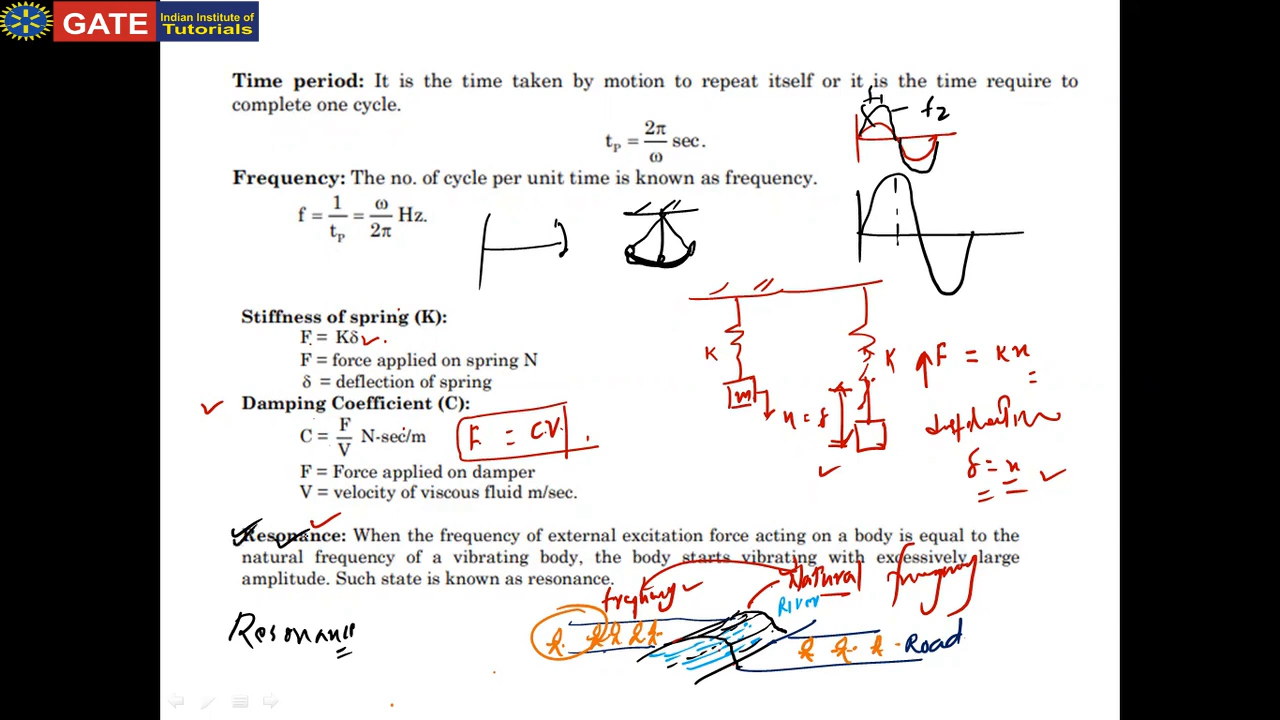 GATE Indian Institute of
Tutorials
Time period: It is the time taken by motion to repeat itself or it is the time require to
complete one cycle.
tP = 2π/ω sec.
Frequency: The no. of cycle per unit time is known as frequency.
f = 1/tP = ω/2π Hz.
f2
Stiffness of spring (K):
F = Kδ
F = force applied on spring N
δ = deflection of spring
K
m
x = δ
K
F = Kx
δ = x
Damping Coefficient (C):
C = F/V N-sec/m
F = C.V.
F = Force applied on damper
V = velocity of viscous fluid m/sec.
Resonance: When the frequency of external excitation force acting on a body is equal to the
natural frequency of a vibrating body, the body starts vibrating with excessively large
amplitude. Such state is known as resonance.
frequency
Natural frequency
River
Resonance
Road